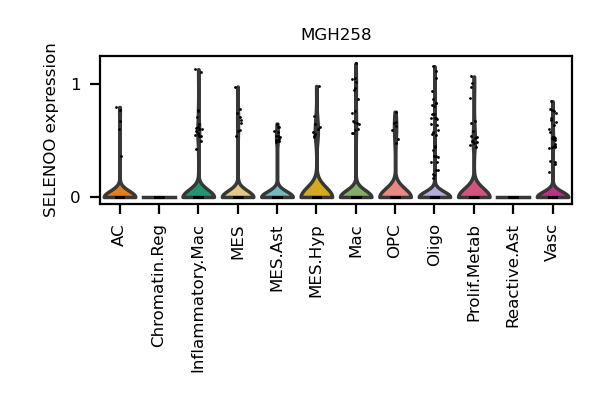 MGH258
SELENOO expression
1
0
AC
Chromatin.Reg
Inflammatory.Mac
MES
MES.Ast
MES.Hyp
Mac
OPC
Oligo
Prolif.Metab
Reactive.Ast
Vasc